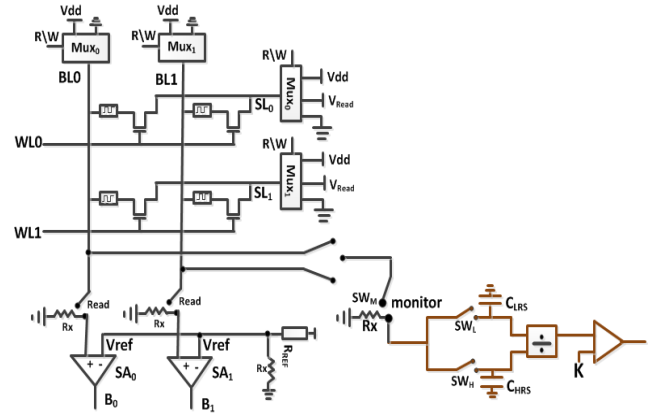 Vdd
Vdd
R\W
Mux0
R\W
Mux1
BL0
BL1
R\W
Mux0
Vdd
VRead
SL0
WL0
R\W
Mux1
Vdd
VRead
SL1
WL1
Read
Read
Rx
Rx
SWM
monitor
Rx
CLRS
SWL
÷
SWH
CHRS
K
Vref
Vref
RREF
Rx
+ -
SA0
+ -
SA1
B0
B1